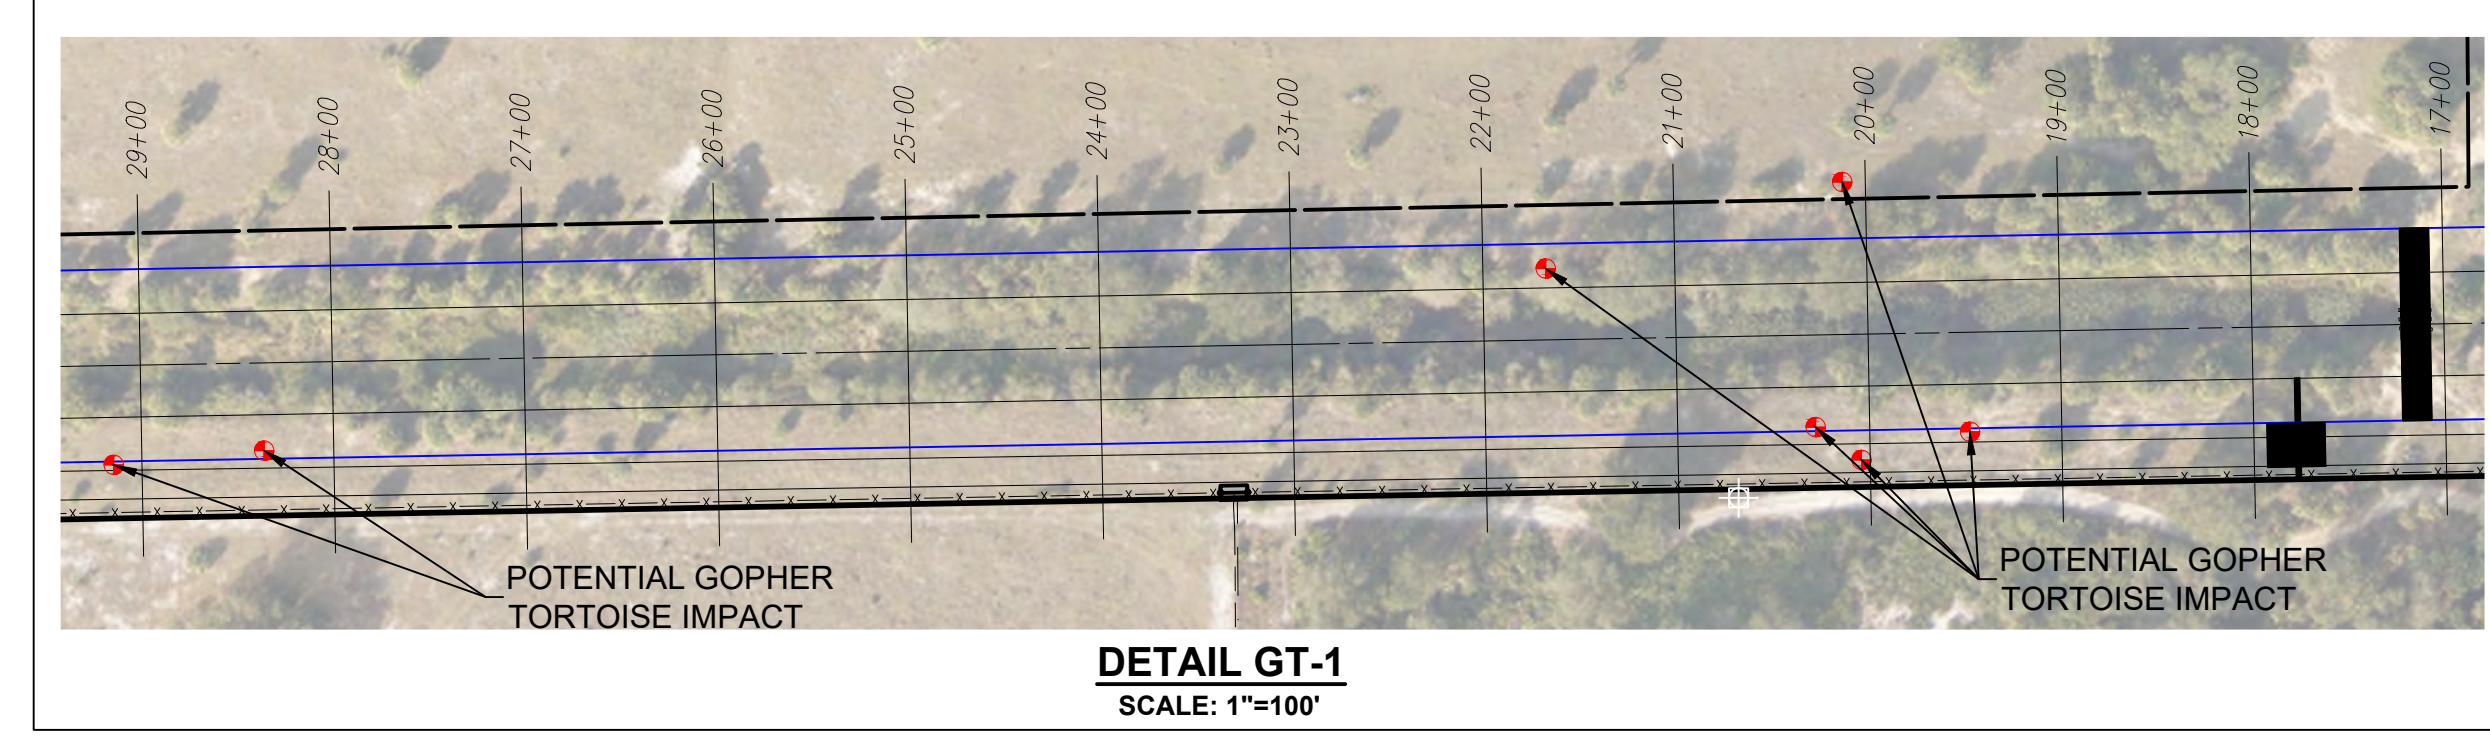 29+00
28+00
27+00
26+00
25+00
24+00
23+00
22+00
21+00
20+00
19+00
18+00
17+00
POTENTIAL GOPHER
TORTOISE IMPACT
POTENTIAL GOPHER
TORTOISE IMPACT
DETAIL GT-1
SCALE: 1"=100'